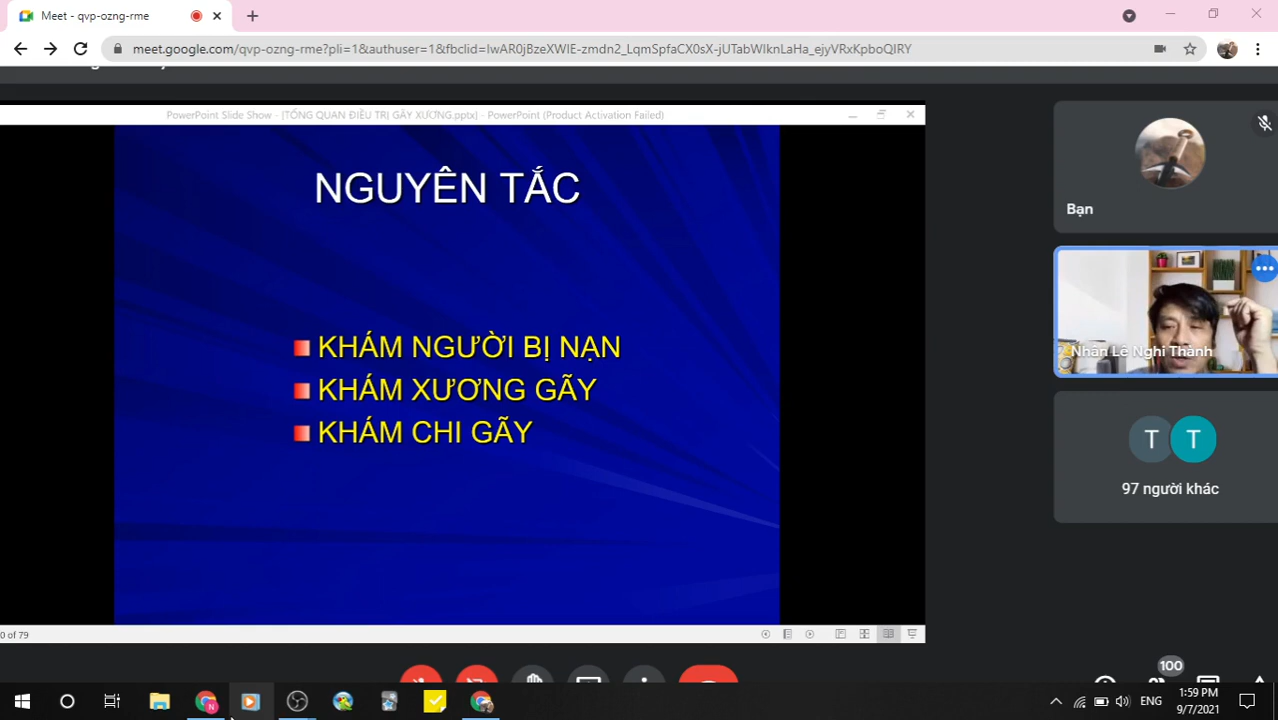 Meet - qvp-ozng-rme
meet.google.com/qvp-ozng-rme?pli=1&authuser=1&fbclid=IwAR0jBzeXWIE-zmdn2_LqmSpfaCX0sX-jUTabWIknLaHa_ejyVRxKpboQIRY
PowerPoint Slide Show - [TỔNG QUAN ĐIỀU TRỊ GÃY XƯƠNG.pptx] - PowerPoint (Product Activation Failed)
NGUYÊN TẮC
KHÁM NGƯỜI BỊ NẠN
KHÁM XƯƠNG GÃY
KHÁM CHI GÃY
Bạn
Nhân Lê Nghi Thành
T T
97 người khác
0 of 79
100
N
ENG
1:59 PM
9/7/2021